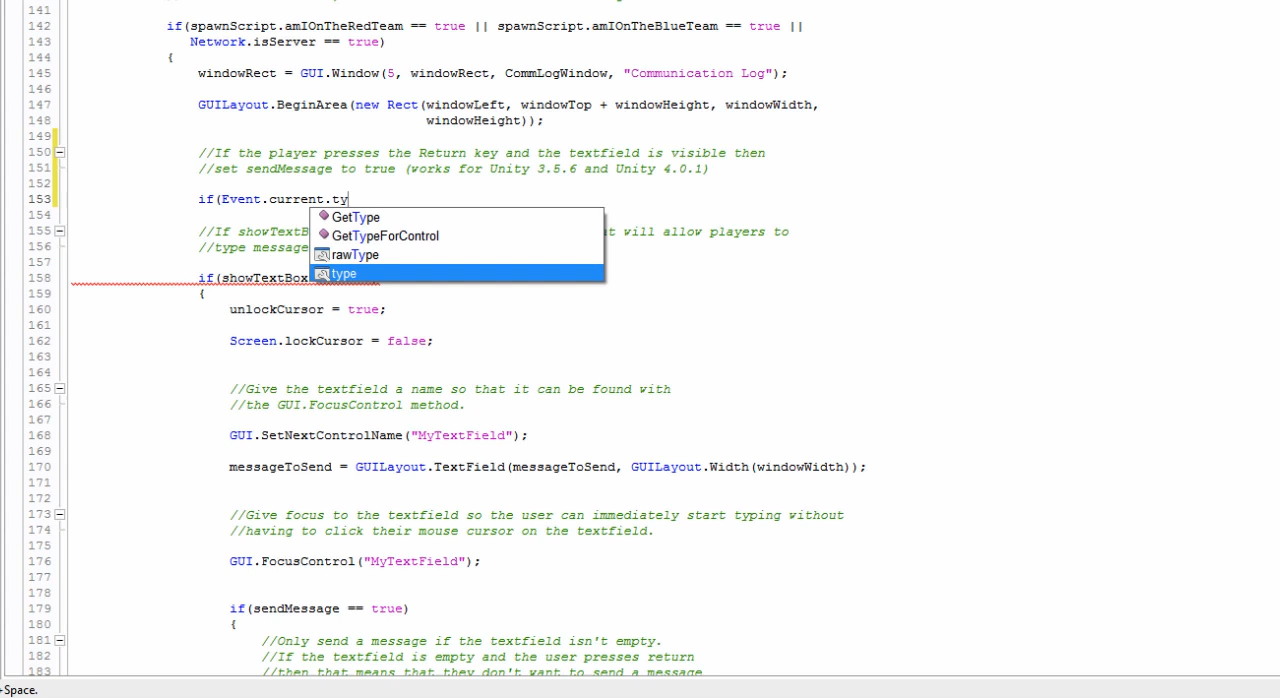 141
142 if(spawnScript.amIOnTheRedTeam == true || spawnScript.amIOnTheBlueTeam == true ||
143 Network.isServer == true)
144 {
145 windowRect = GUI.Window(5, windowRect, CommLogWindow, "Communication Log");
146
147 GUILayout.BeginArea(new Rect(windowLeft, windowTop + windowHeight, windowWidth,
148 windowHeight));
149
150 //If the player presses the Return key and the textfield is visible then
151 //set sendMessage to true (works for Unity 3.5.6 and Unity 4.0.1)
152
153 if(Event.current.ty
GetType
GetTypeForControl
rawType
type
154
155 //If showTextB t will allow players to
156 //type message
157
158 if(showTextBox
159 {
160 unlockCursor = true;
161
162 Screen.lockCursor = false;
163
164
165 //Give the textfield a name so that it can be found with
166 //the GUI.FocusControl method.
167
168 GUI.SetNextControlName("MyTextField");
169
170 messageToSend = GUILayout.TextField(messageToSend, GUILayout.Width(windowWidth));
171
172
173 //Give focus to the textfield so the user can immediately start typing without
174 //having to click their mouse cursor on the textfield.
175
176 GUI.FocusControl("MyTextField");
177
178
179 if(sendMessage == true)
180 {
181 //Only send a message if the textfield isn't empty.
182 //If the textfield is empty and the user presses return
183 //then that means that they don't want to send a message
+Space.